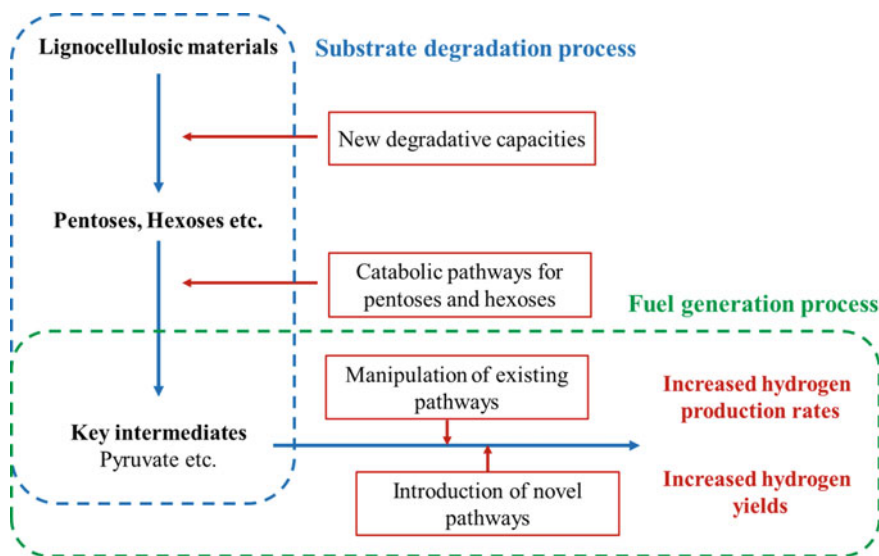 Lignocellulosic materials
Substrate degradation process
New degradative capacities
Pentoses, Hexoses etc.
Catabolic pathways for
pentoses and hexoses
Fuel generation process
Manipulation of existing
pathways
Increased hydrogen
production rates
Key intermediates
Pyruvate etc.
Introduction of novel
pathways
Increased hydrogen
yields